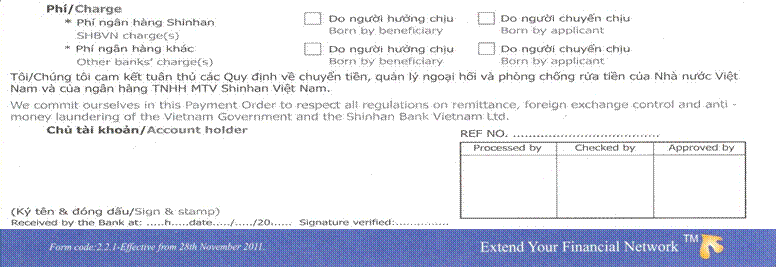 Phí/Charge
* Phí ngân hàng Shinhan
SHBVN charge(s)
Do người hưởng chịu
Born by beneficiary
Do người chuyển chịu
Born by applicant
* Phí ngân hàng khác
Other banks' charge(s)
Do người hưởng chịu
Born by beneficiary
Do người chuyển chịu
Born by applicant
Tôi/Chúng tôi cam kết tuân thủ các Quy định về chuyển tiền, quản lý ngoại hối và phòng chống rửa tiền của Nhà nước Việt
Nam và của ngân hàng TNHH MTV Shinhan Việt Nam.
We commit ourselves in this Payment Order to respect all regulations on remittance, foreign exchange control and anti -
money laundering of the Vietnam Government and the Shinhan Bank Vietnam Ltd.
Chủ tài khoản/Account holder
REF NO. ....................................
Processed by
Checked by
Approved by
(Ký tên & đóng dấu/Sign & stamp)
Received by the Bank at: .....h.....date...../...../20...... Signature verified:..............
Form code:2.2.1-Effective from 28th November 2011.
Extend Your Financial Network TM